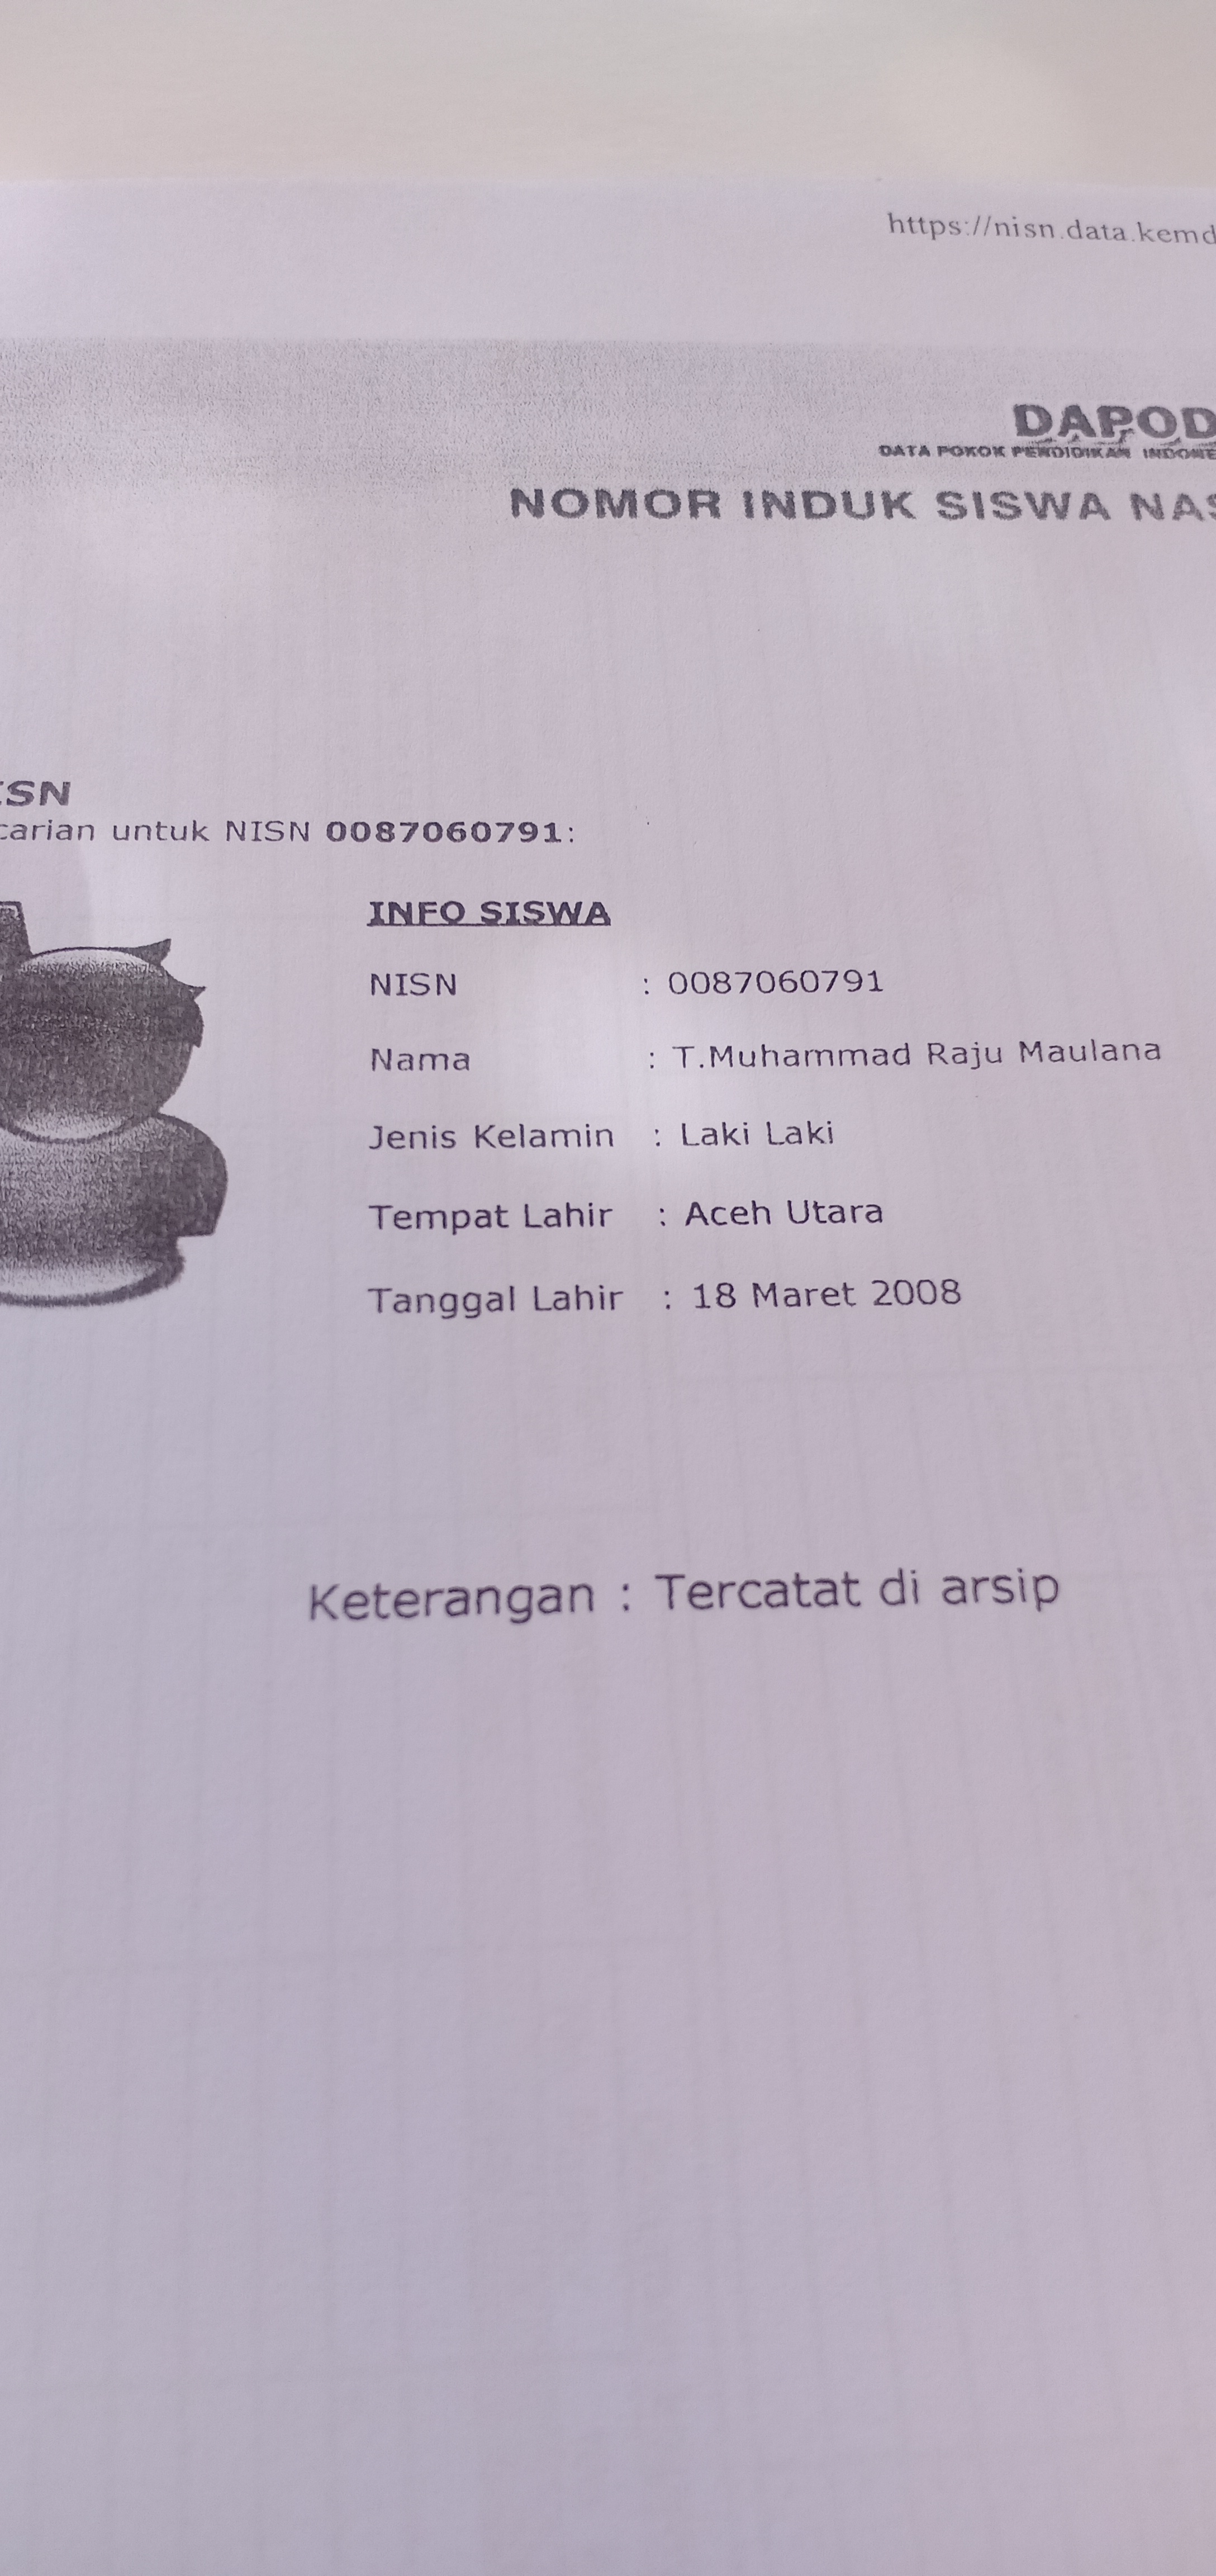 https://nisn.data.kemd
DAPOD
DATA POKOK PENDIDIKAN INDONE
NOMOR INDUK SISWA NAS
ISN
carian untuk NISN 0087060791:
INFO SISWA
NISN : 0087060791
Nama : T.Muhammad Raju Maulana
Jenis Kelamin : Laki Laki
Tempat Lahir : Aceh Utara
Tanggal Lahir : 18 Maret 2008
Keterangan : Tercatat di arsip